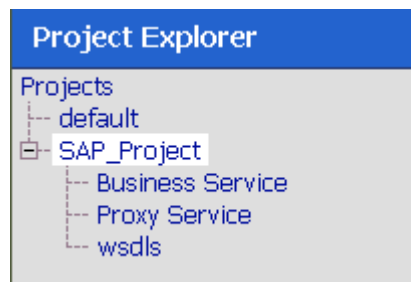 Project Explorer
Projects
default
SAP_Project
Business Service
Proxy Service
wsdls